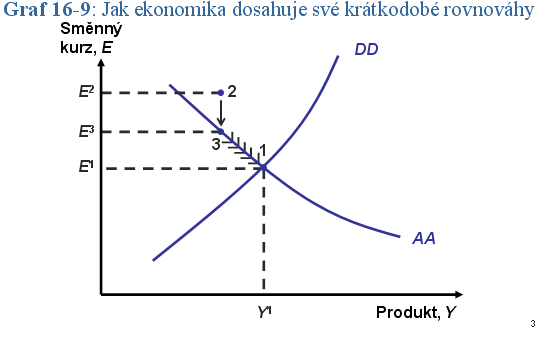 Graf 16-9: Jak ekonomika dosahuje své krátkodobé rovnováhy
Směnný
kurz, E
DD
E²
2
E³
3
1
E¹
AA
Y¹
Produkt, Y
3